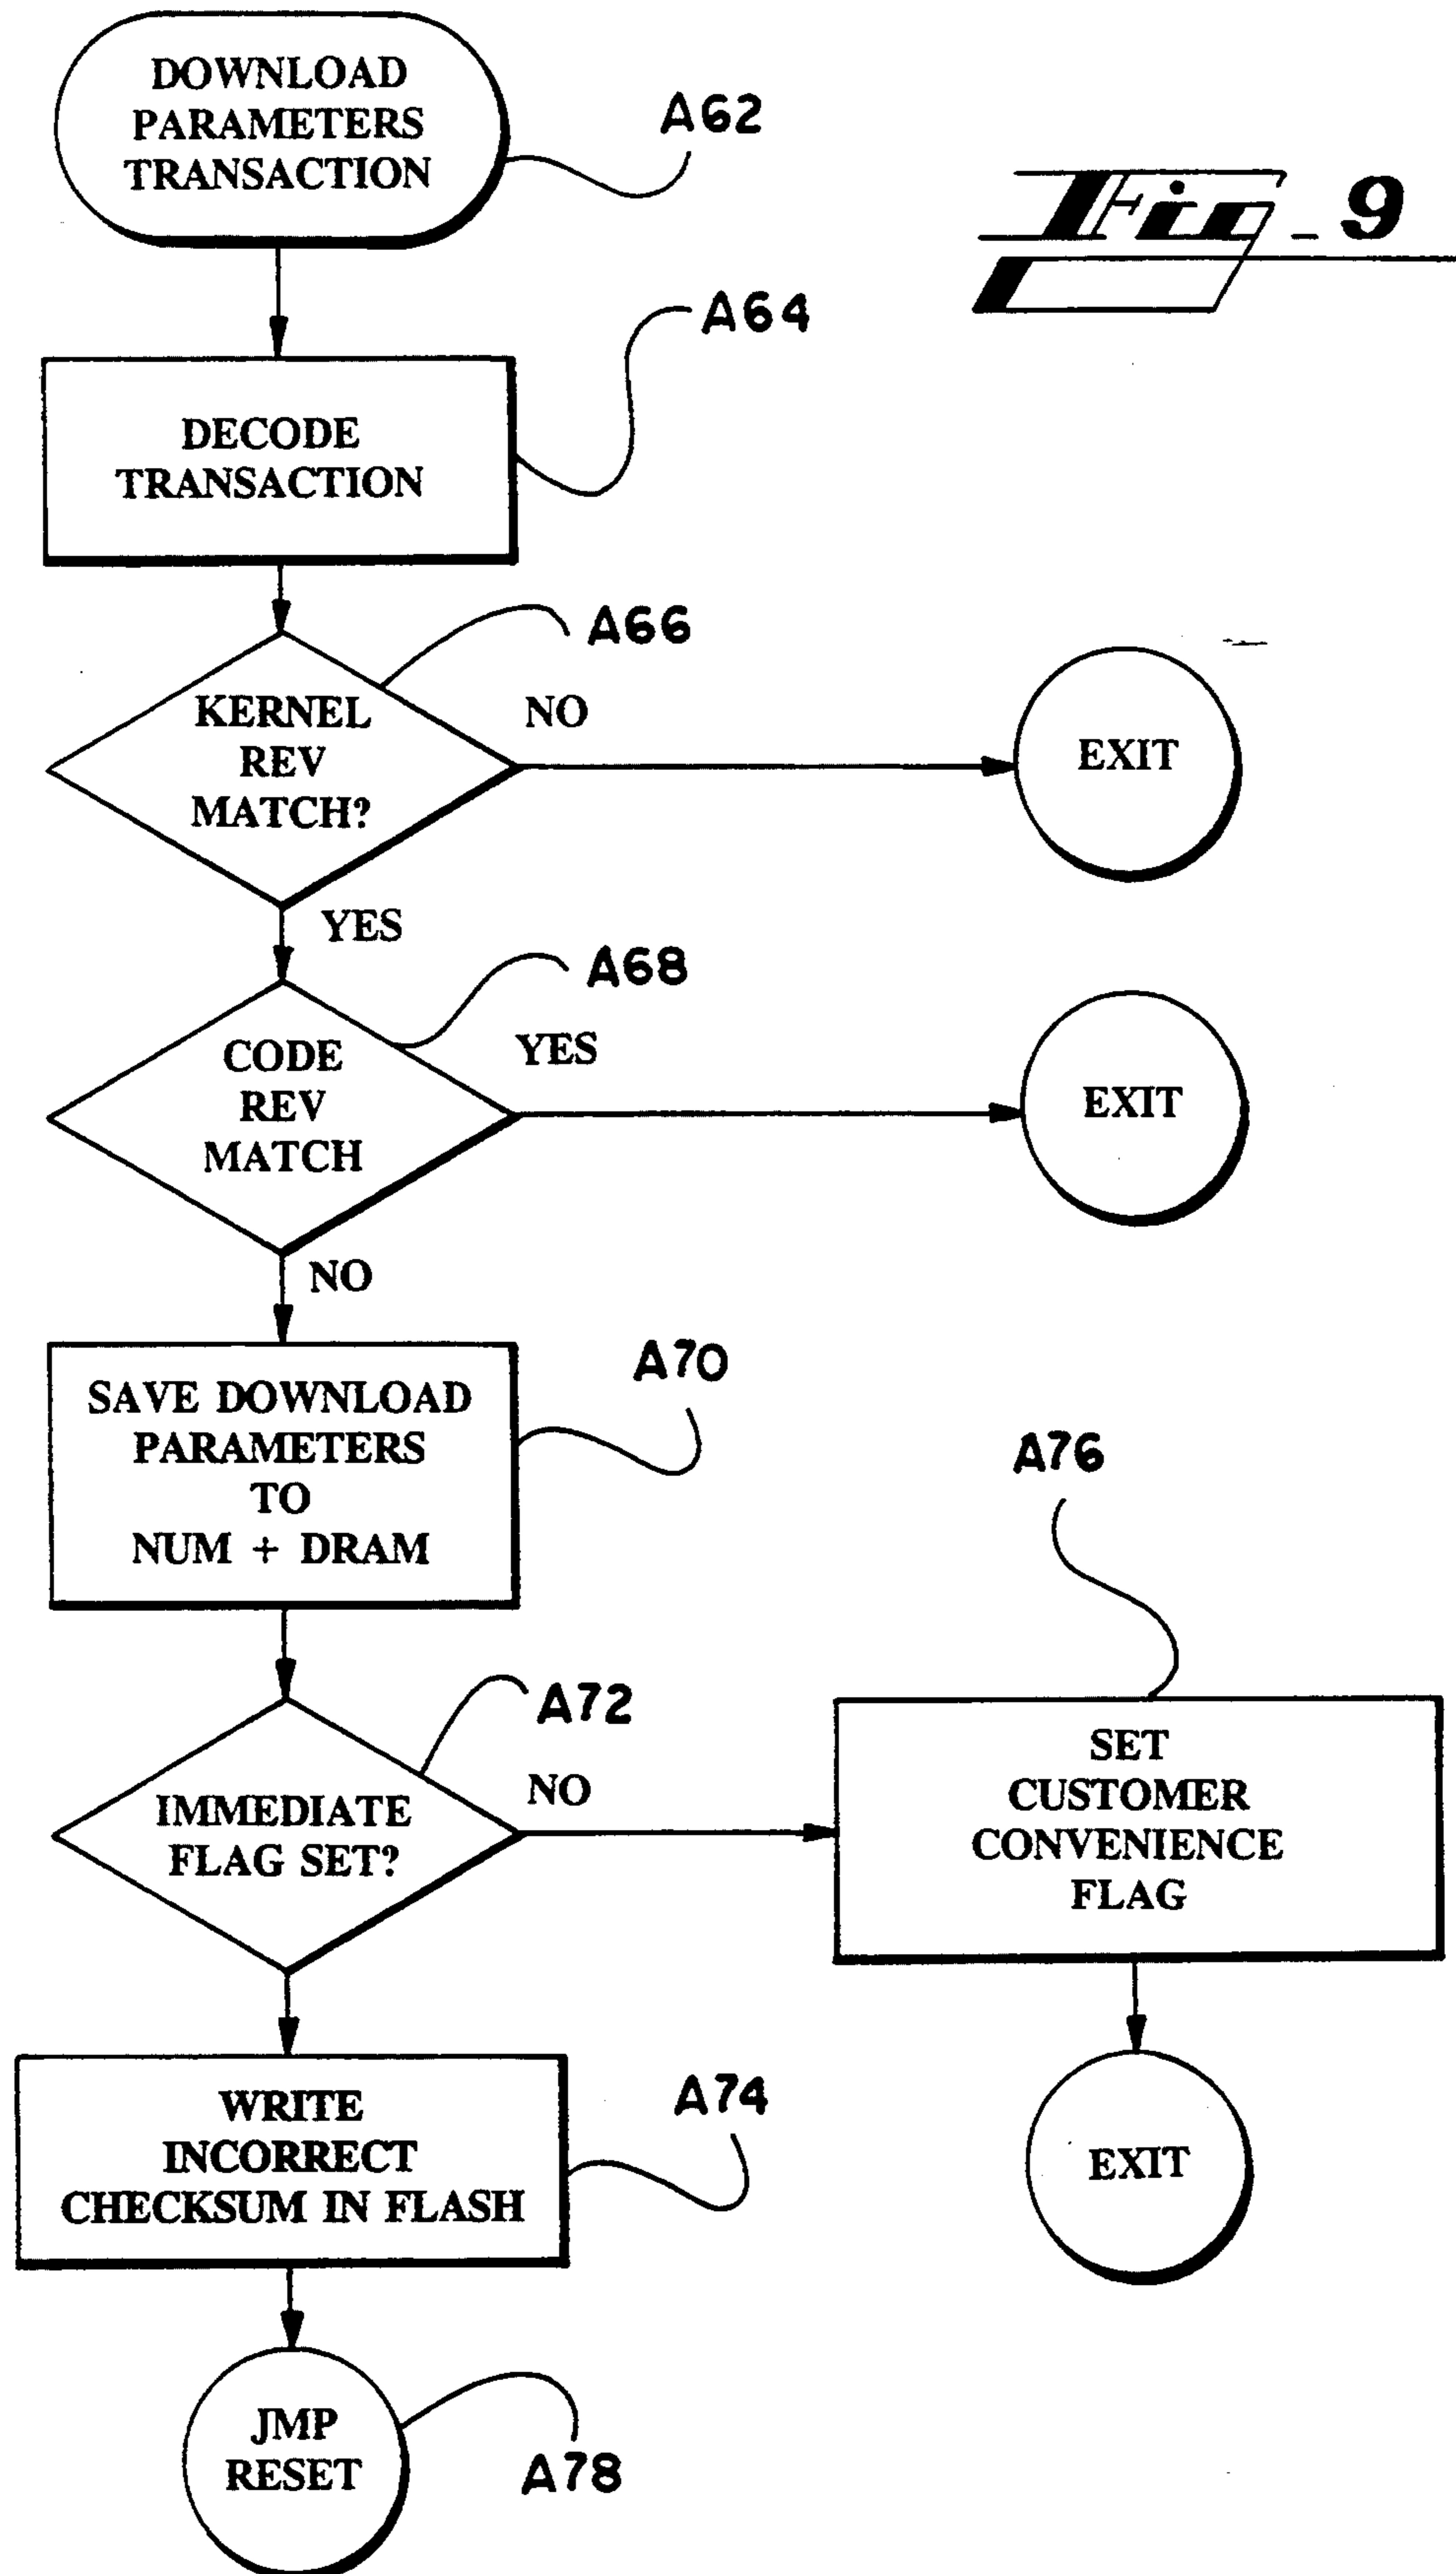 DOWNLOAD
PARAMETERS
TRANSACTION
A62
Fig_9
A64
DECODE
TRANSACTION
A66
KERNEL
REV
MATCH?
NO
EXIT
YES
A68
CODE
REV
MATCH
YES
EXIT
NO
A70
SAVE DOWNLOAD
PARAMETERS
TO
NUM + DRAM
A76
A72
IMMEDIATE
FLAG SET?
NO
SET
CUSTOMER
CONVENIENCE
FLAG
A74
WRITE
INCORRECT
CHECKSUM IN FLASH
EXIT
JMP
RESET
A78